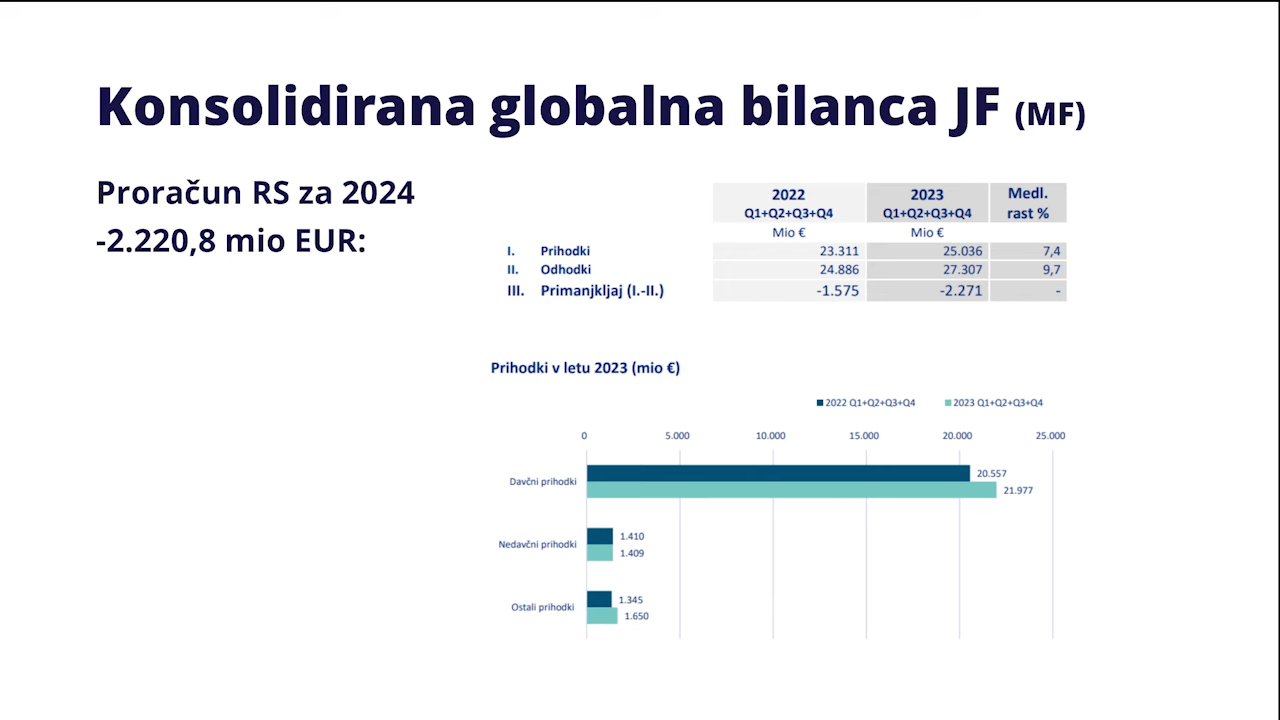 Konsolidirana globalna bilanca JF (MF)
Proračun RS za 2024
-2.220,8 mio EUR:
2022 2023 Medl.
Q1+Q2+Q3+Q4 Q1+Q2+Q3+Q4 rast %
Mio € Mio €
I. Prihodki 23.311 25.036 7,4
II. Odhodki 24.886 27.307 9,7
III. Primanjkljaj (I.-II.) -1.575 -2.271 -
Prihodki v letu 2023 (mio €)
2022 Q1+Q2+Q3+Q4 2023 Q1+Q2+Q3+Q4
0 5.000 10.000 15.000 20.000 25.000
Davčni prihodki 20.557
21.977
Nedavčni prihodki 1.410
1.409
Ostali prihodki 1.345
1.650